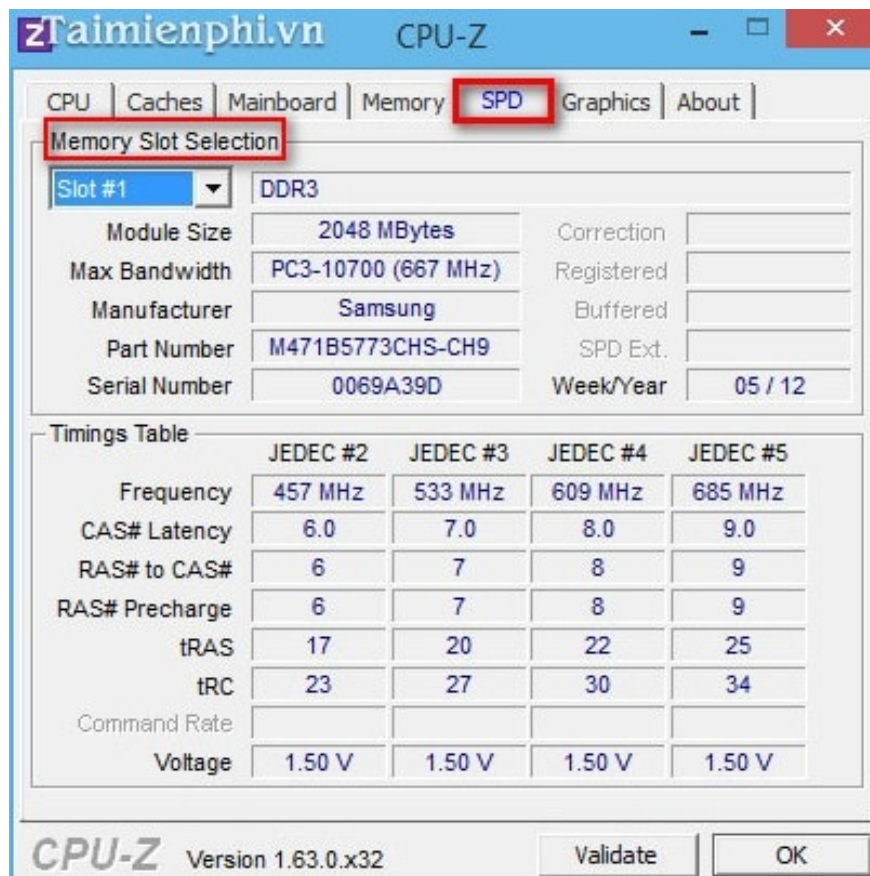 Taimienphi.vn CPU-Z
CPU Caches Mainboard Memory SPD Graphics About
Memory Slot Selection
Slot #1 DDR3
Module Size 2048 MBytes Correction
Max Bandwidth PC3-10700 (667 MHz) Registered
Manufacturer Samsung Buffered
Part Number M471B5773CHS-CH9 SPD Ext.
Serial Number 0069A39D Week/Year 05 / 12
Timings Table
JEDEC #2 JEDEC #3 JEDEC #4 JEDEC #5
Frequency 457 MHz 533 MHz 609 MHz 685 MHz
CAS# Latency 6.0 7.0 8.0 9.0
RAS# to CAS# 6 7 8 9
RAS# Precharge 6 7 8 9
tRAS 17 20 22 25
tRC 23 27 30 34
Command Rate
Voltage 1.50 V 1.50 V 1.50 V 1.50 V
CPU-Z Version 1.63.0.x32 Validate OK